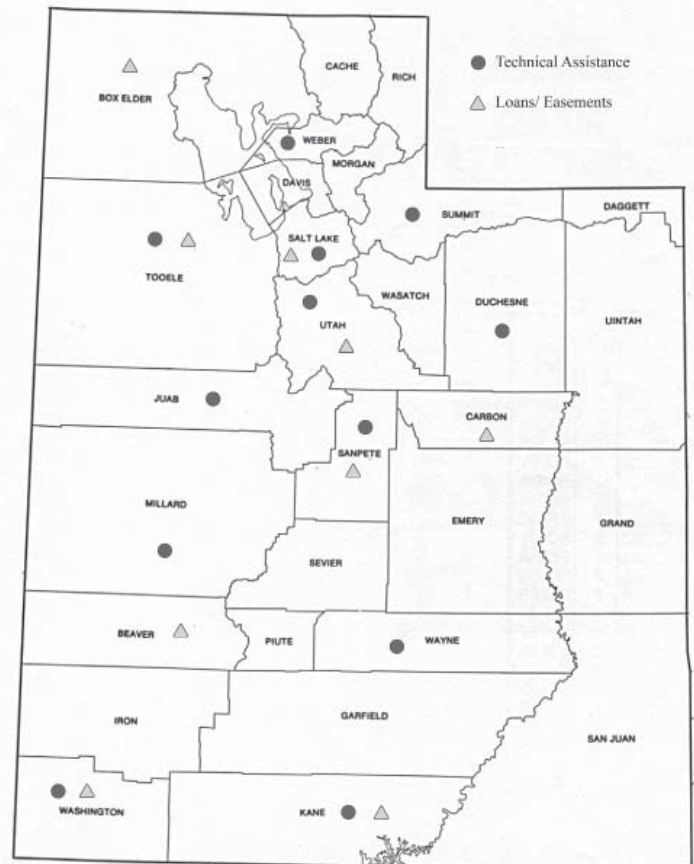 CACHE
RICH
Technical Assistance
BOX ELDER
Loans/ Easements
WEBER
MORGAN
DAVIS
DAGGETT
SUMMIT
SALT LAKE
TOOELE
WASATCH
DUCHESNE
UINTAH
UTAH
JUAB
CARBON
SANPETE
MILLARD
EMERY
GRAND
SEVIER
BEAVER
PIUTE
WAYNE
IRON
GARFIELD
SAN JUAN
WASHINGTON
KANE